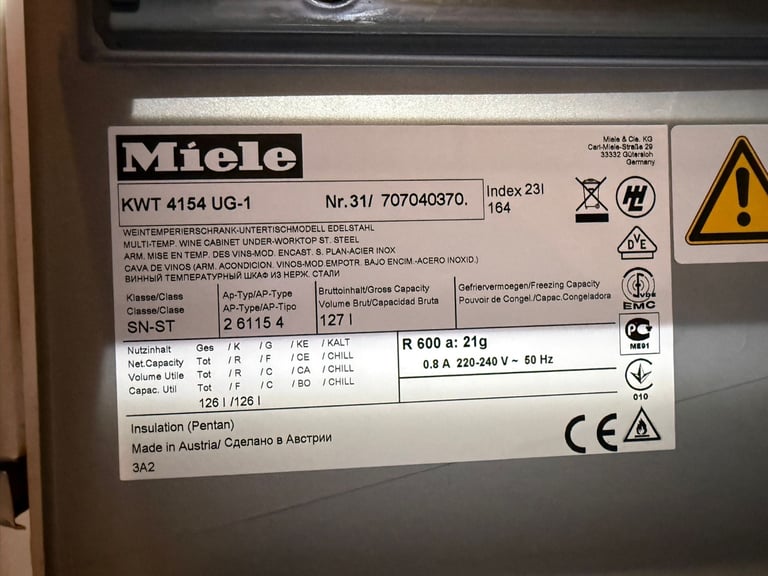 Miele
Miele & Cie. KG
Carl-Miele-Straße 29
33332 Gütersloh
Germany
KWT 4154 UG-1 Nr.31/ 707040370.
Index 23I
164
WEINTEMPERIERSCHRANK-UNTERTISCHMODELL EDELSTAHL
MULTI-TEMP. WINE CABINET UNDER-WORKTOP ST. STEEL
ARM. MISE EN TEMP. DES VINS-MOD. ENCAST. S. PLAN-ACIER INOX
CAVA DE VINOS (ARM. ACONDICION. VINOS-MOD.EMPOTR. BAJO ENCIM.-ACERO INOXID.)
ВИННЫЙ ТЕМПЕРАТУРНЫЙ ШКАФ ИЗ НЕРЖ. СТАЛИ
DVE
Klasse/Class
Classe/Clase
SN-ST
Ap-Typ/AP-Type
AP-Type/AP-Tipo
2 6115 4
Bruttoinhalt/Gross Capacity
Volume Brut/Capacidad Bruta
127 l
Gefriervermoegen/Freezing Capacity
Pouvoir de Congel./Capac.Congeladora
VDE
EMC
Nutzinhalt Ges / K / G / KE / KALT
Net.Capacity Tot / R / F / CE / CHILL
Volume Utile Tot / R / C / CA / CHILL
Capac. Util Tot / F / C / BO / CHILL
126 l /126 l
R 600 a: 21g
0.8 A 220-240 V ~ 50 Hz
ME91
010
Insulation (Pentan)
Made in Austria/ Сделано в Австрии
3A2
CE